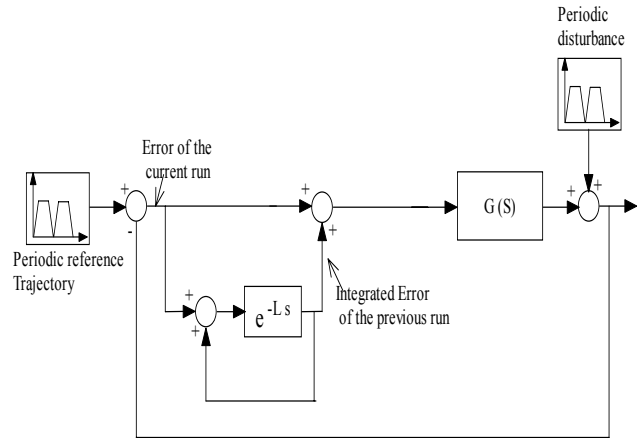 Periodic
disturbance
Error of the
current run
+
+
+
+
+
-
G (S)
Periodic reference
Trajectory
+
+
e -L s
Integrated Error
of the previous run